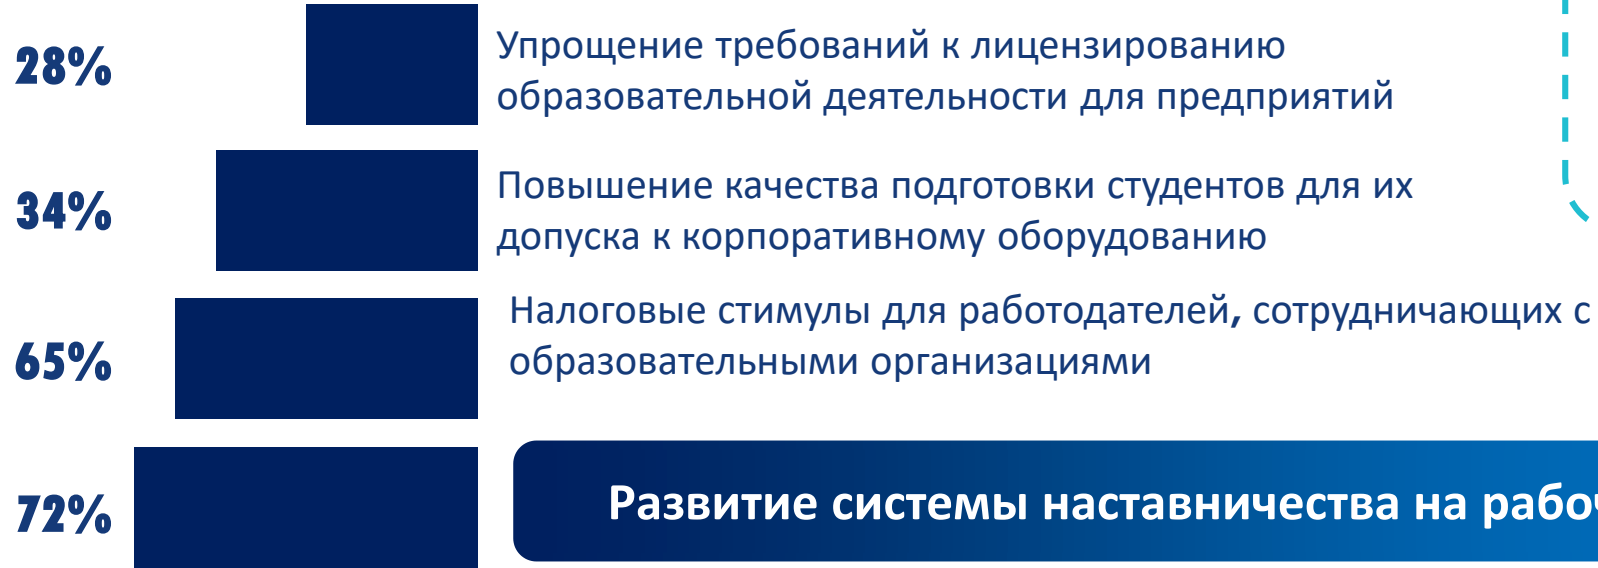 28%
Упрощение требований к лицензированию
образовательной деятельности для предприятий
34%
Повышение качества подготовки студентов для их
допуска к корпоративному оборудованию
65%
Налоговые стимулы для работодателей, сотрудничающих с
образовательными организациями
72%
Развитие системы наставничества на